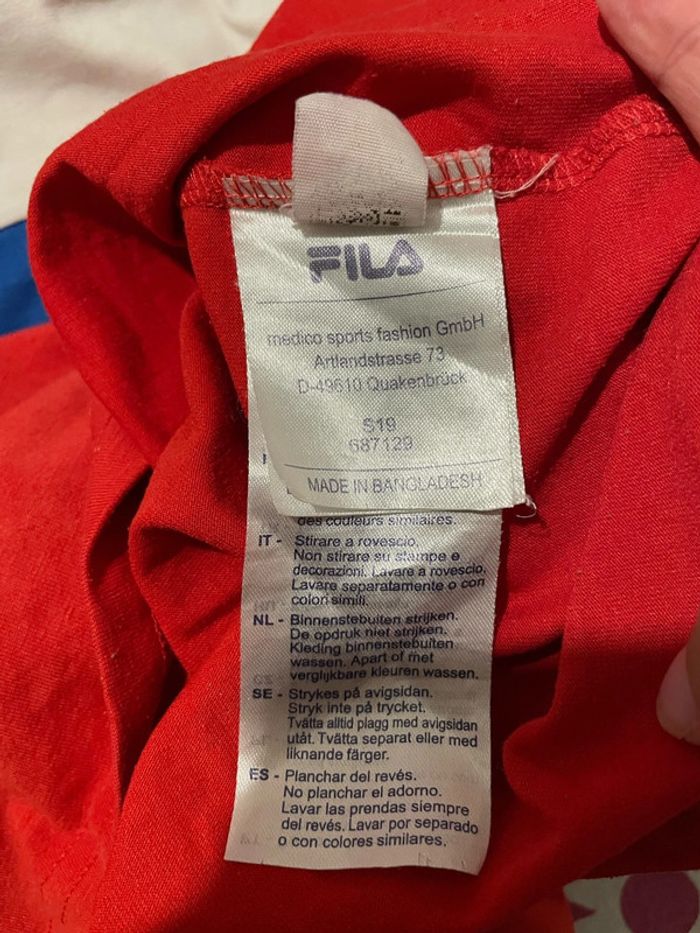 FILA
medico sports fashion GmbH
Artlandstrasse 73
D-49610 Quakenbrück
S19
687129
MADE IN BANGLADESH
des couleurs similaires.
IT - Stirare a rovescio.
Non stirare su stampe e
decorazioni. Lavare a rovescio.
Lavare separatamente o con
colori simili.
NL - Binnenstebuiten strijken.
De opdruk niet strijken.
Kleding binnenstebuiten
wassen. Apart of met
verglijkbare kleuren wassen.
SE - Strykes på avigsidan.
Stryk inte på trycket.
Tvätta alltid plagg med avigsidan
utåt. Tvätta separat eller med
liknande färger.
ES - Planchar del revés.
No planchar el adorno.
Lavar las prendas siempre
del revés. Lavar por separado
o con colores similares.